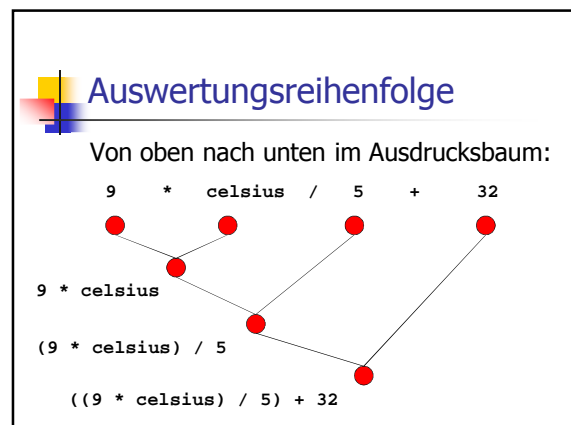 Auswertungsreihenfolge
Von oben nach unten im Ausdrucksbaum:
9 * celsius / 5 + 32
9 * celsius
(9 * celsius) / 5
((9 * celsius) / 5) + 32